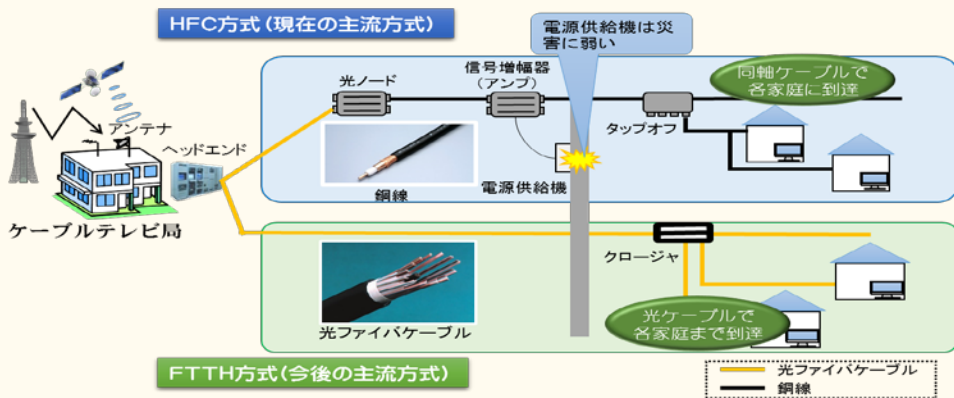 HFC方式(現在の主流方式)
電源供給機は災
害に弱い
光ノード
信号増幅器
(アンプ)
同軸ケーブルで
各家庭に到達
タップオフ
アンテナ
ヘッドエンド
銅線
電源供給機
ケーブルテレビ局
クロージャ
光ファイバケーブル
光ケーブルで
各家庭まで到達
FTTH方式(今後の主流方式)
光ファイバケーブル
銅線